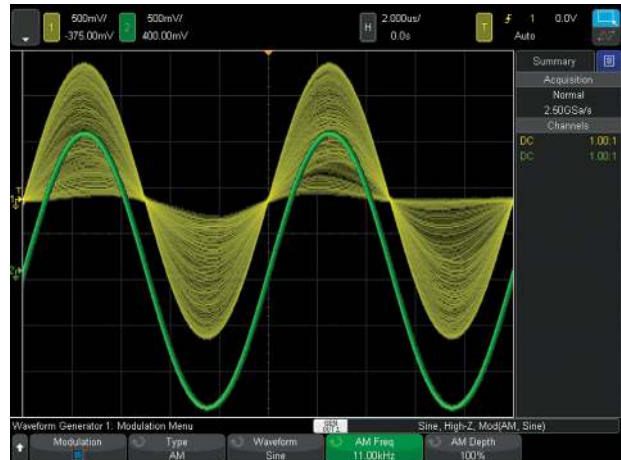 1 500mV/ -375.00mV 2 500mV/ 400.00mV H 2.000us/ 0.0s T 1 0.0V Auto
Summary
Acquisition
Normal
2.50GSa/s
Channels
DC 1.00:1
DC 1.00:1
T
1
2
Waveform Generator 1: Modulation Menu
GEN OUT 1
Sine, High-Z, Mod(AM, Sine)
Modulation
Type
AM
Waveform
Sine
AM Freq
11.00kHz
AM Depth
100%